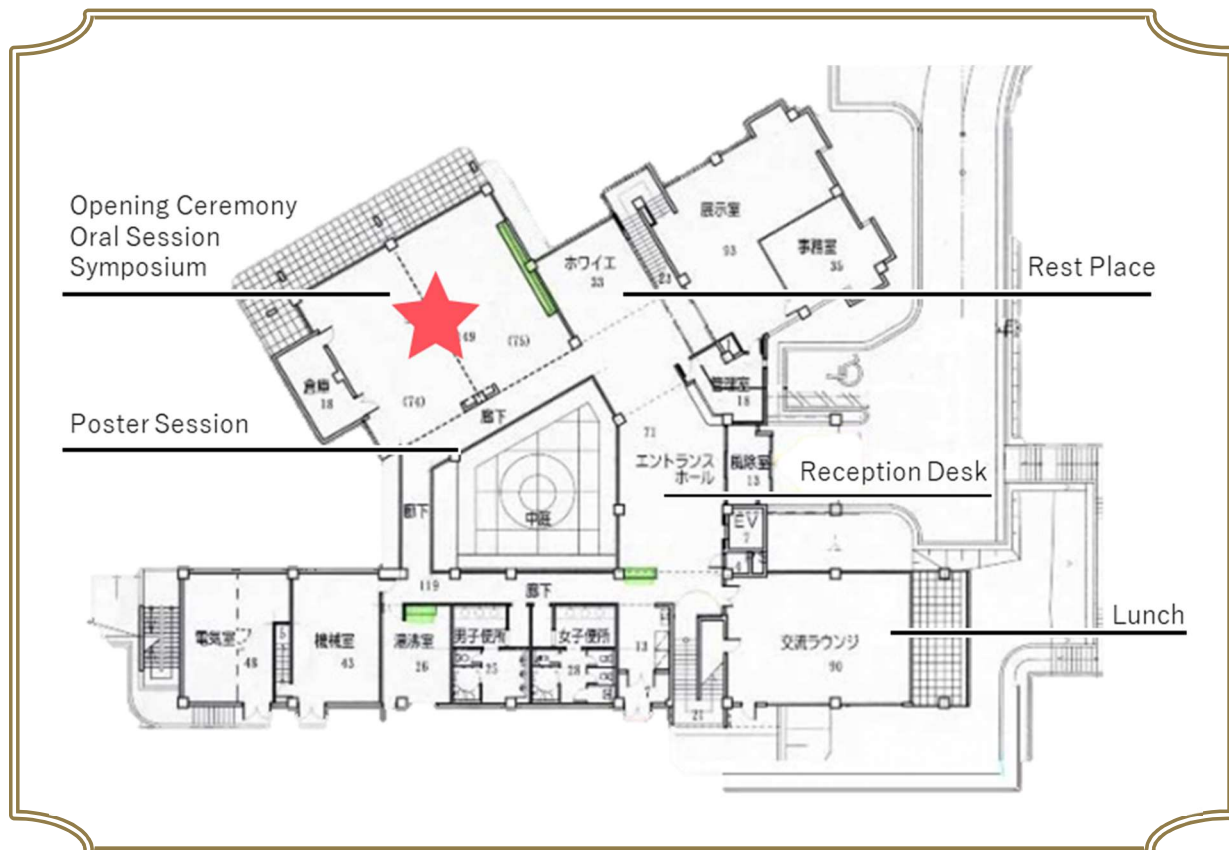 Opening Ceremony
Oral Session
Symposium
展示室
93
事務室
35
ホワイエ
33
23
Rest Place
49
(75)
(74)
倉庫
18
管理室
18
廊下
Poster Session
71
エントランス
ホール
風除室
13
Reception Desk
EV
7
4
中庭
廊下
119
廊下
電気室
48
5
機械室
43
湯沸室
26
男子便所
25
女子便所
28
13
21
交流ラウンジ
90
Lunch